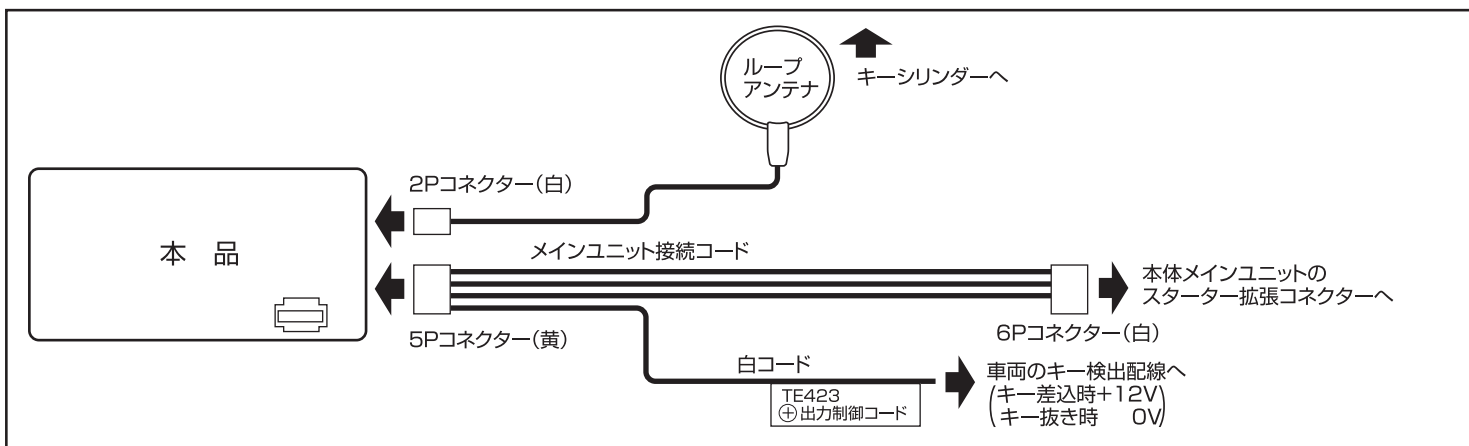 ループ
アンテナ
キーシリンダーへ
2Pコネクター(白)
本 品
メインユニット接続コード
本体メインユニットの
スターター拡張コネクターへ
5Pコネクター(黄)
6Pコネクター(白)
白コード
TE423
⊕出力制御コード
車両のキー検出配線へ
(キー差込時+12V
キー抜き時 0V)